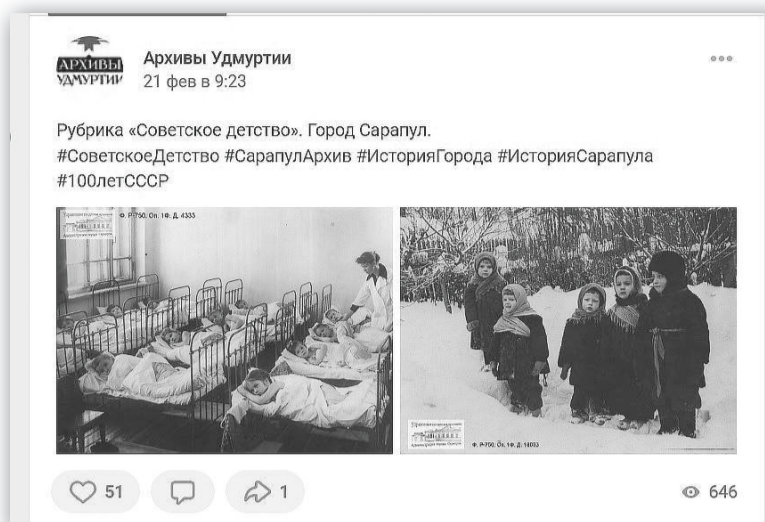 АРХИВЫ
УДМУРТИИ
Архивы Удмуртии
21 фев в 9:23
Рубрика «Советское детство». Город Сарапул.
#СоветскоеДетство #СарапулАрхив #ИсторияГорода #ИсторияСарапула
#100летСССР
Ф. Р-750. Оп. 1Ф. Д. 4333
Ф. Р-750. Оп. 1Ф. Д. 14033
51
1
646